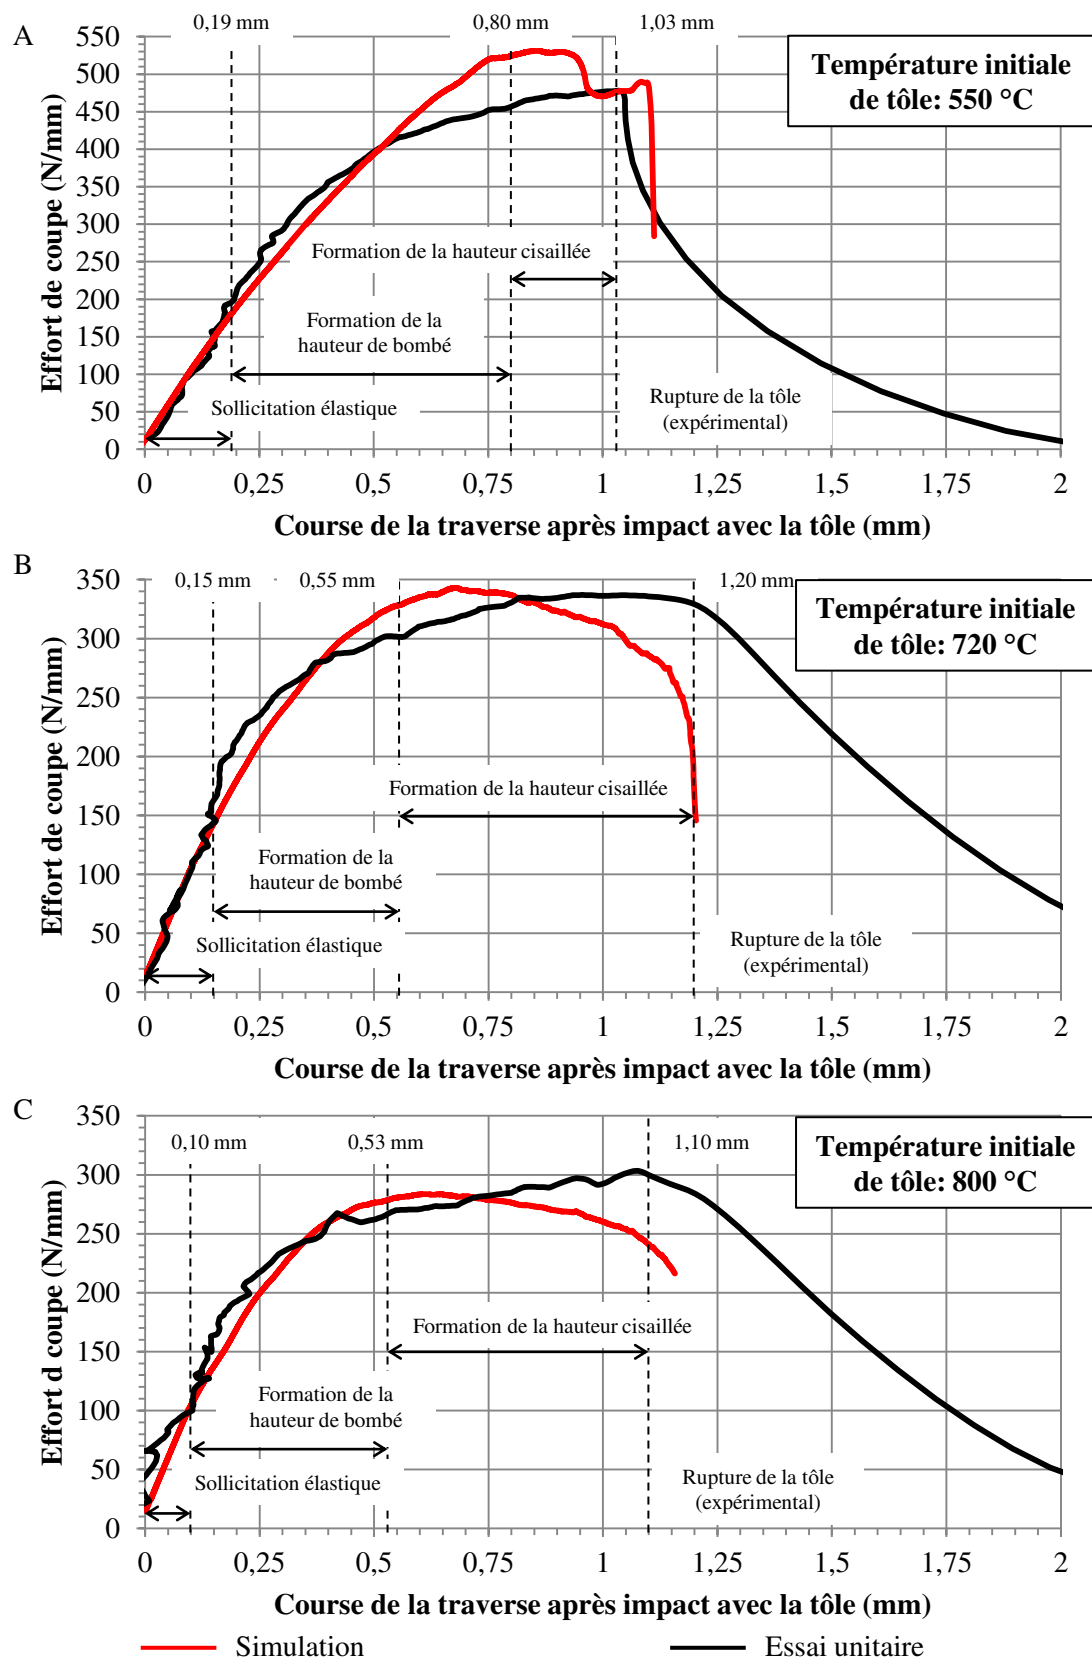 A
0,19 mm
0,80 mm
1,03 mm
Température initiale
de tôle: 550 °C
Effort de coupe (N/mm)
550
500
450
400
350
300
250
200
150
100
50
0
Formation de la hauteur cisaillée
Formation de la
hauteur de bombé
Sollicitation élastique
Rupture de la tôle
(expérimental)
0 0,25 0,5 0,75 1 1,25 1,5 1,75 2
Course de la traverse après impact avec la tôle (mm)
B
0,15 mm
0,55 mm
1,20 mm
Température initiale
de tôle: 720 °C
Effort de coupe (N/mm)
350
300
250
200
150
100
50
0
Formation de la hauteur cisaillée
Formation de la
hauteur de bombé
Sollicitation élastique
Rupture de la tôle
(expérimental)
0 0,25 0,5 0,75 1 1,25 1,5 1,75 2
Course de la traverse après impact avec la tôle (mm)
C
0,10 mm
0,53 mm
1,10 mm
Température initiale
de tôle: 800 °C
Effort d coupe (N/mm)
350
300
250
200
150
100
50
0
Formation de la hauteur cisaillée
Formation de la
hauteur de bombé
Sollicitation élastique
Rupture de la tôle
(expérimental)
0 0,25 0,5 0,75 1 1,25 1,5 1,75 2
Course de la traverse après impact avec la tôle (mm)
Simulation
Essai unitaire